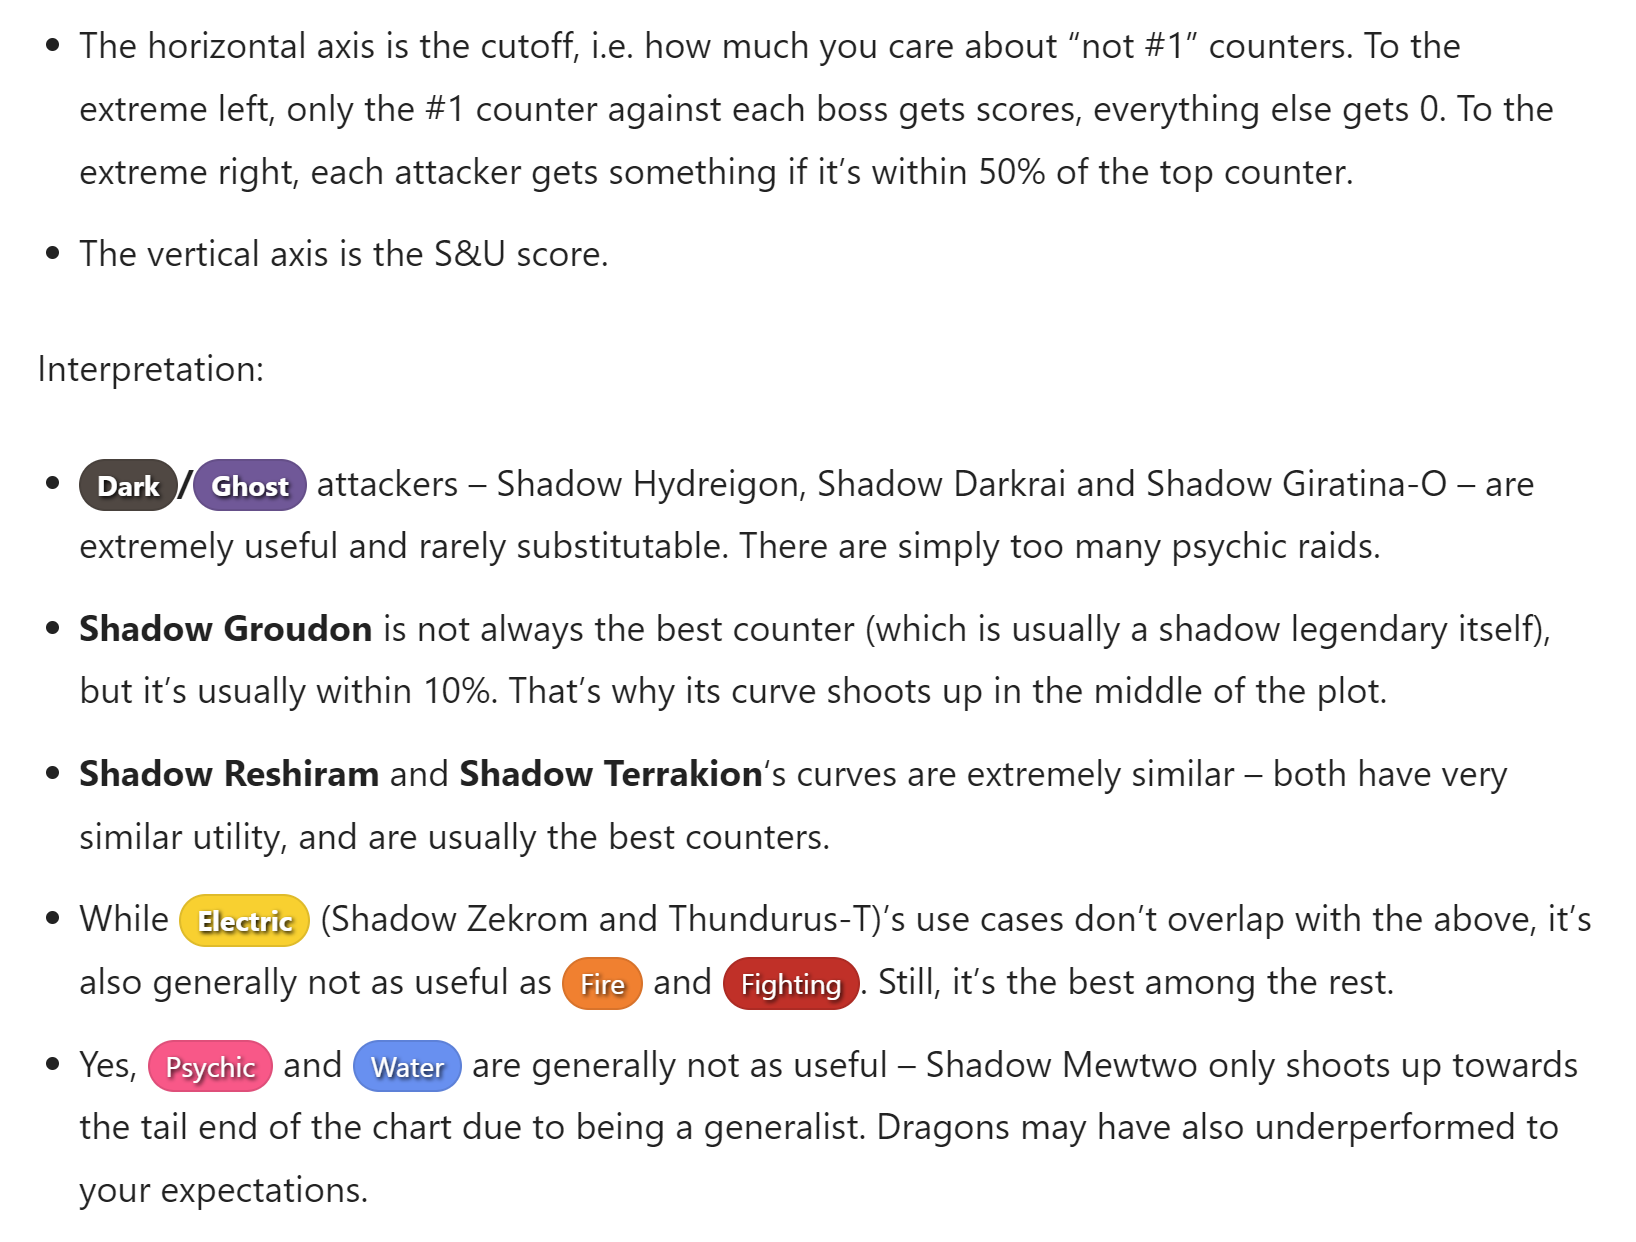 • The horizontal axis is the cutoff, i.e. how much you care about “not #1” counters. To the
extreme left, only the #1 counter against each boss gets scores, everything else gets 0. To the
extreme right, each attacker gets something if it’s within 50% of the top counter.
• The vertical axis is the S&U score.
Interpretation:
• Dark/Ghost attackers – Shadow Hydreigon, Shadow Darkrai and Shadow Giratina-O – are
extremely useful and rarely substitutable. There are simply too many psychic raids.
• Shadow Groudon is not always the best counter (which is usually a shadow legendary itself),
but it’s usually within 10%. That’s why its curve shoots up in the middle of the plot.
• Shadow Reshiram and Shadow Terrakion‘s curves are extremely similar – both have very
similar utility, and are usually the best counters.
• While Electric (Shadow Zekrom and Thundurus-T)’s use cases don’t overlap with the above, it’s
also generally not as useful as Fire and Fighting. Still, it’s the best among the rest.
• Yes, Psychic and Water are generally not as useful – Shadow Mewtwo only shoots up towards
the tail end of the chart due to being a generalist. Dragons may have also underperformed to
your expectations.